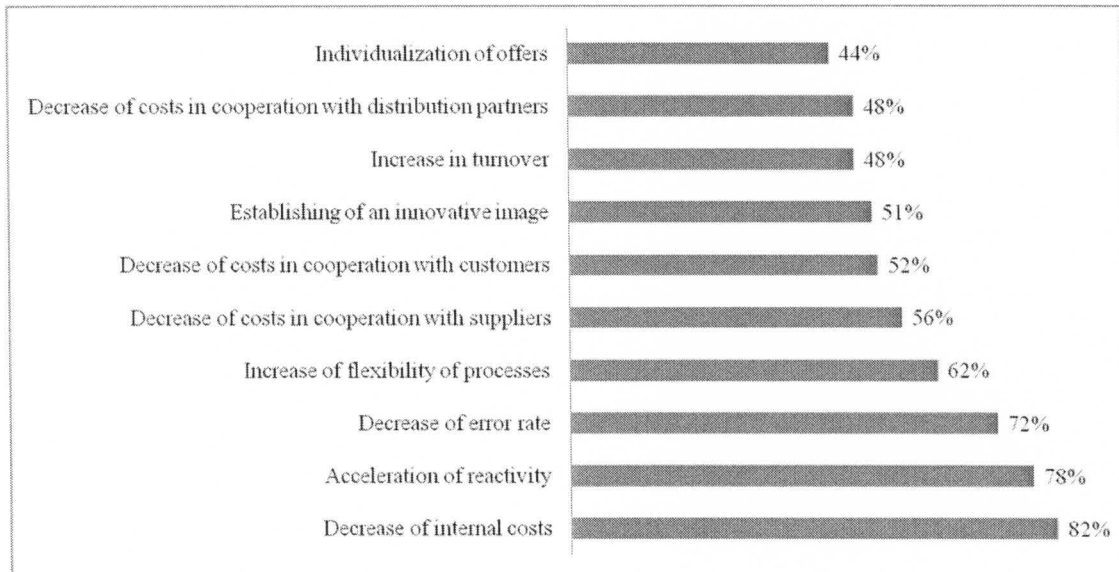 Individualization of offers 44%
Decrease of costs in cooperation with distribution partners 48%
Increase in turnover 48%
Establishing of an innovative image 51%
Decrease of costs in cooperation with customers 52%
Decrease of costs in cooperation with suppliers 56%
Increase of flexibility of processes 62%
Decrease of error rate 72%
Acceleration of reactivity 78%
Decrease of internal costs 82%